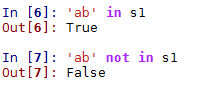 In [6]: 'ab' in s1
Out[6]: True
In [7]: 'ab' not in s1
Out[7]: False